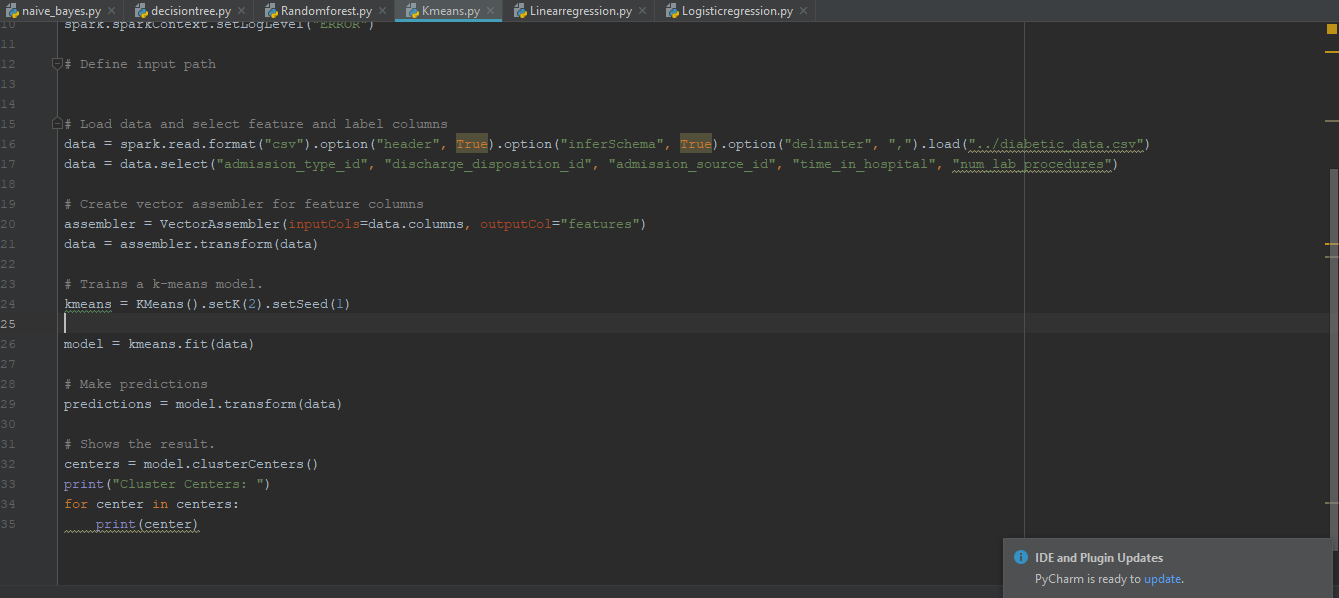 naive_bayes.py decisiontree.py Randomforest.py Kmeans.py Linearregression.py Logisticregression.py
10 spark.sparkContext.setLogLevel("ERROR")
11
12 # Define input path
13
14
15 # Load data and select feature and label columns
16 data = spark.read.format("csv").option("header", True).option("inferSchema", True).option("delimiter", ",").load("../diabetic_data.csv")
17 data = data.select("admission_type_id", "discharge_disposition_id", "admission_source_id", "time_in_hospital", "num_lab_procedures")
18
19 # Create vector assembler for feature columns
20 assembler = VectorAssembler(inputCols=data.columns, outputCol="features")
21 data = assembler.transform(data)
22
23 # Trains a k-means model.
24 kmeans = KMeans().setK(2).setSeed(1)
25
26 model = kmeans.fit(data)
27
28 # Make predictions
29 predictions = model.transform(data)
30
31 # Shows the result.
32 centers = model.clusterCenters()
33 print("Cluster Centers: ")
34 for center in centers:
35     print(center)
IDE and Plugin Updates
PyCharm is ready to update.